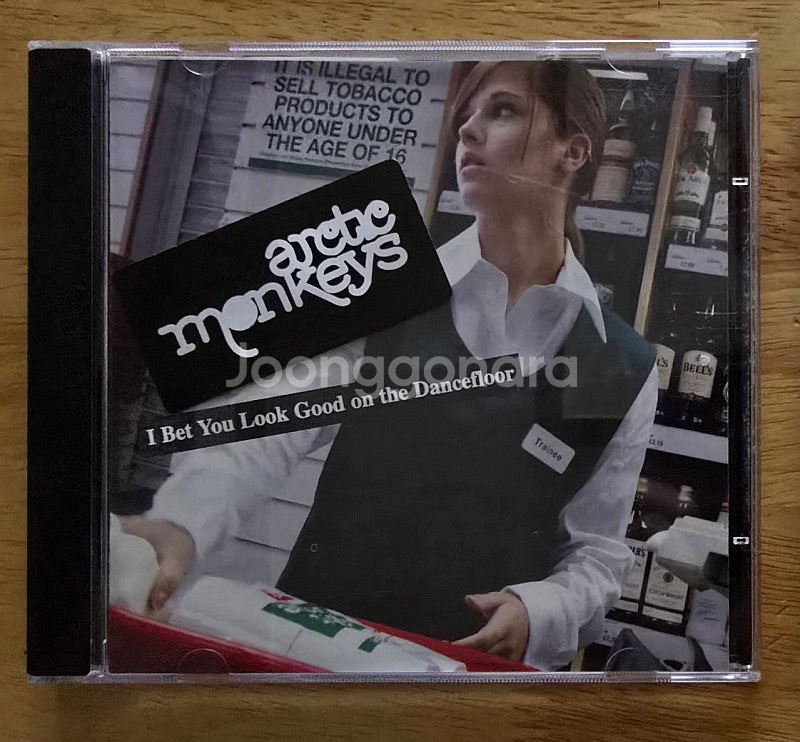 IT IS ILLEGAL TO
SELL TOBACCO
PRODUCTS TO
ANYONE UNDER
THE AGE OF 16
arctic
monkeys
Joonggonara
I Bet You Look Good on the Dancefloor
Trainee
BELL'S